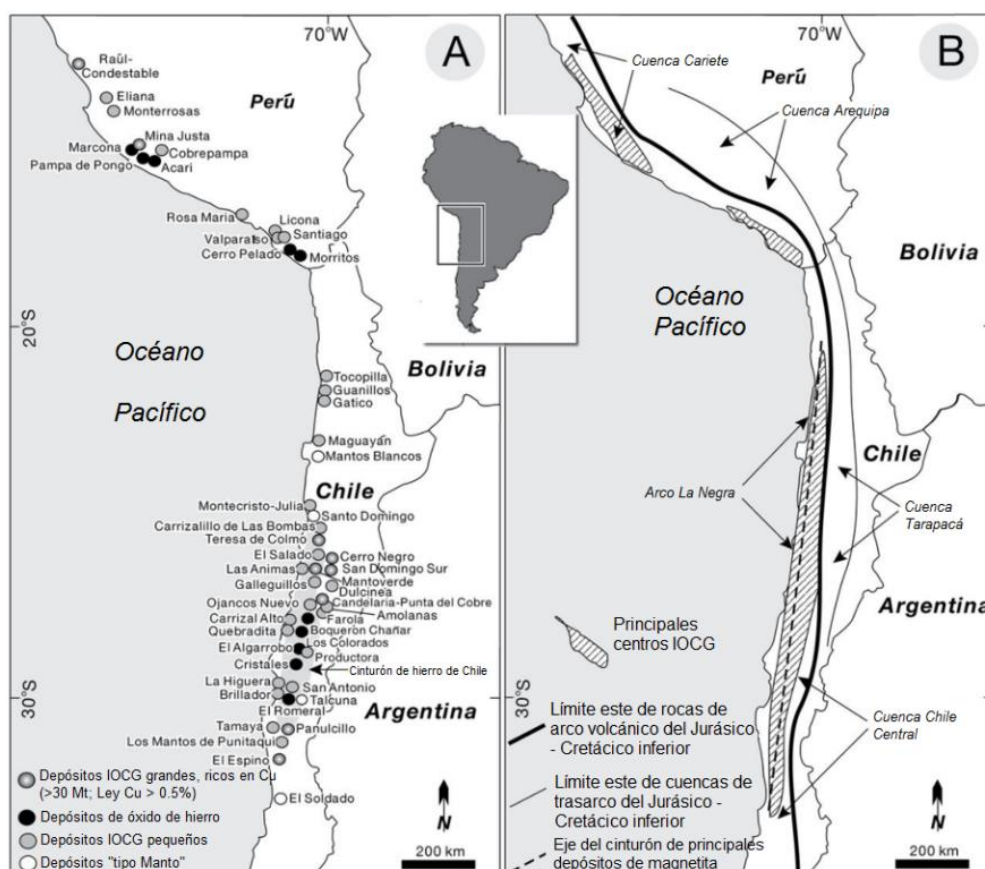 70°W
A
Raúl-
Condestable
Perú
Eliana
Monterrosas
Mina Justa
Marcona
Cobrepampa
Pampa de Pongo
Acari
Rosa Maria
Licona
Valparaíso
Santiago
Cerro Pelado
Morritos
20°S
Océano
Pacífico
Bolivia
Tocopilla
Guanillos
Gatico
Maguayán
Mantos Blancos
Chile
Montecristo-Julia
Santo Domingo
Carrizalillo de Las Bombas
Teresa de Colmo
El Salado
Cerro Negro
Las Animas
San Domingo Sur
Mantoverde
Galleguillos
Dulcinea
Ojancos Nuevo
Candelaria-Punta del Cobre
Amolanas
Carrizal Alto
Farola
Quebradita
Boqueron Chañar
Los Colorados
El Algarrobo
Productora
Cristales
Cinturón de hierro de Chile
La Higuera
San Antonio
Brillador
Talcuna
30°S
El Romeral
Argentina
Tamaya
Panulcillo
Los Mantos de Punitaqui
El Espino
El Soldado
Depósitos IOCG grandes, ricos en Cu
(>30 Mt; Ley Cu > 0.5%)
Depósitos de óxido de hierro
Depósitos IOCG pequeños
Depósitos "tipo Manto"
N
200 km
70°W
B
Cuenca Cariete
Perú
Cuenca Arequipa
Bolivia
Océano
Pacífico
Chile
Arco La Negra
Cuenca
Tarapacá
Argentina
Principales
centros IOCG
Cuenca Chile
Central
Límite este de rocas de
arco volcánico del Jurásico
- Cretácico inferior
Límite este de cuencas de
trasarco del Jurásico -
Cretácico inferior
Eje del cinturón de principales
depósitos de magnetita
N
200 km